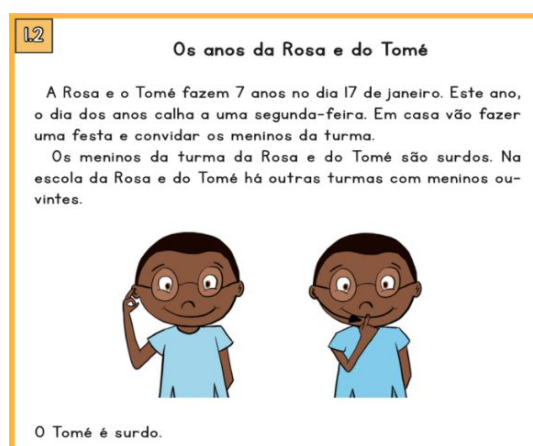 1.2
Os anos da Rosa e do Tomé
A Rosa e o Tomé fazem 7 anos no dia 17 de janeiro. Este ano,
o dia dos anos calha a uma segunda-feira. Em casa vão fazer
uma festa e convidar os meninos da turma.
Os meninos da turma da Rosa e do Tomé são surdos. Na
escola da Rosa e do Tomé há outras turmas com meninos ou-
vintes.
O Tomé é surdo.